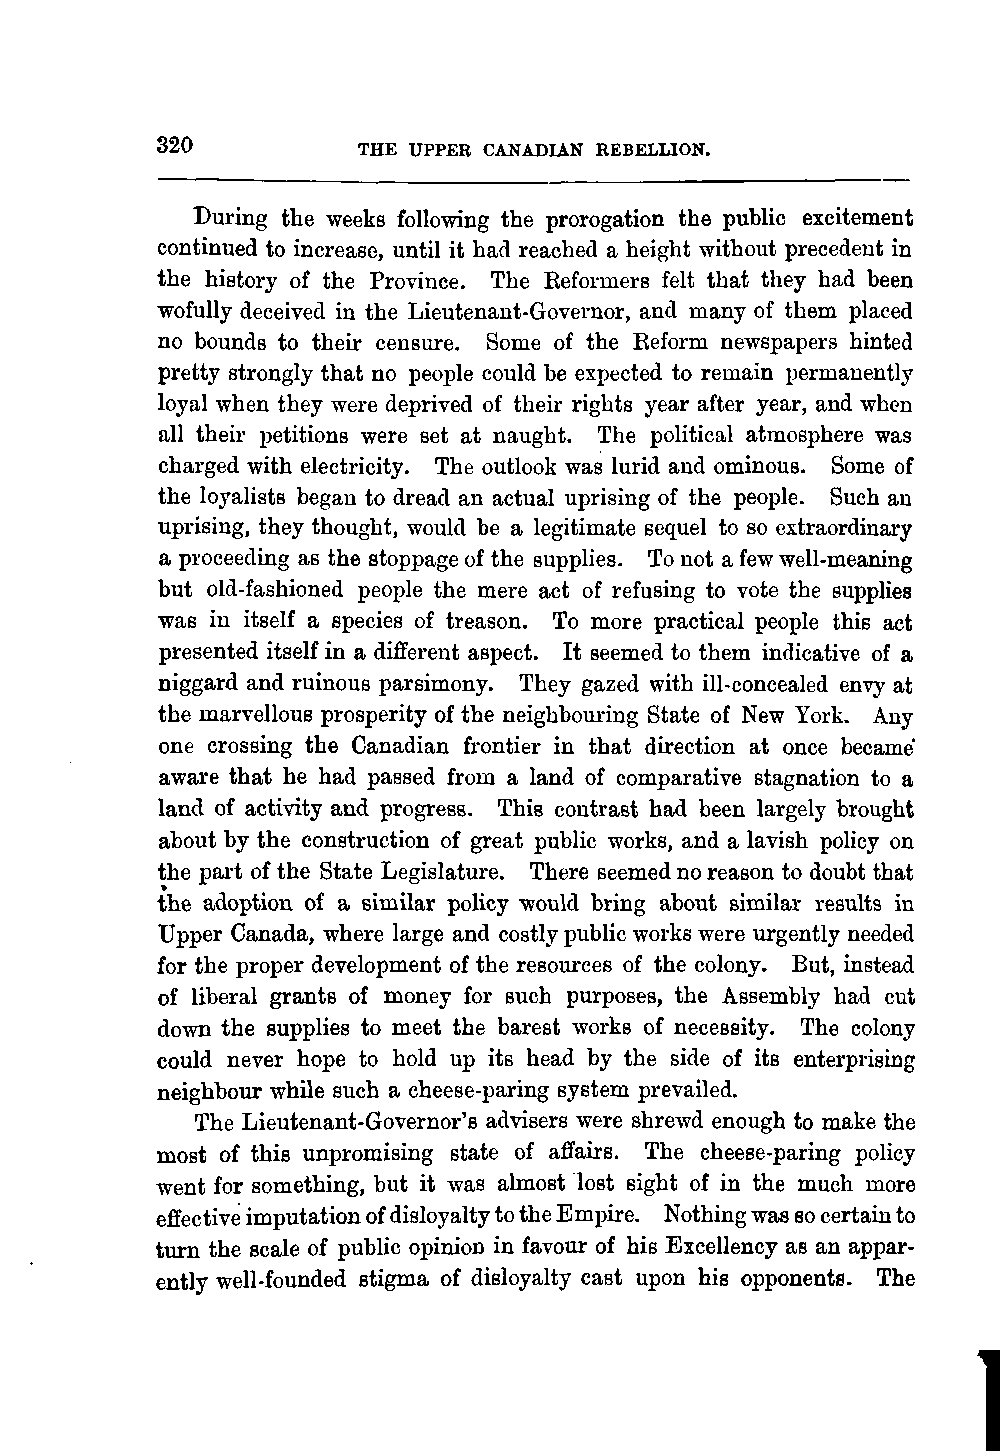 320
THE UPPER CANADIAN REBELLION.
During the weeks following the prorogation the public excitement
continued to increase, until it had reached a height without precedent in
the history of the Province. The Reformers felt that they had been
wofully deceived in the Lieutenant-Governor, and many of them placed
no bounds to their censure. Some of the Reform newspapers hinted
pretty strongly that no people could be expected to remain permanently
loyal when they were deprived of their rights year after year, and when
all their petitions were set at naught. The political atmosphere was
charged with electricity. The outlook was lurid and ominous. Some of
the loyalists began to dread an actual uprising of the people. Such an
uprising, they thought, would be a legitimate sequel to so extraordinary
a proceeding as the stoppage of the supplies. To not a few well-meaning
but old-fashioned people the mere act of refusing to vote the supplies
was in itself a species of treason. To more practical people this act
presented itself in a different aspect. It seemed to them indicative of a
niggard and ruinous parsimony. They gazed with ill-concealed envy at
the marvellous prosperity of the neighbouring State of New York. Any
one crossing the Canadian frontier in that direction at once became
aware that he had passed from a land of comparative stagnation to a
land of activity and progress. This contrast had been largely brought
about by the construction of great public works, and a lavish policy on
the part of the State Legislature. There seemed no reason to doubt that
the adoption of a similar policy would bring about similar results in
Upper Canada, where large and costly public works were urgently needed
for the proper development of the resources of the colony. But, instead
of liberal grants of money for such purposes, the Assembly had cut
down the supplies to meet the barest works of necessity. The colony
could never hope to hold up its head by the side of its enterprising
neighbour while such a cheese-paring system prevailed.
The Lieutenant-Governor's advisers were shrewd enough to make the
most of this unpromising state of affairs. The cheese-paring policy
went for something, but it was almost lost sight of in the much more
effective imputation of disloyalty to the Empire. Nothing was so certain to
turn the scale of public opinion in favour of his Excellency as an appar-
ently well-founded stigma of disloyalty cast upon his opponents. The